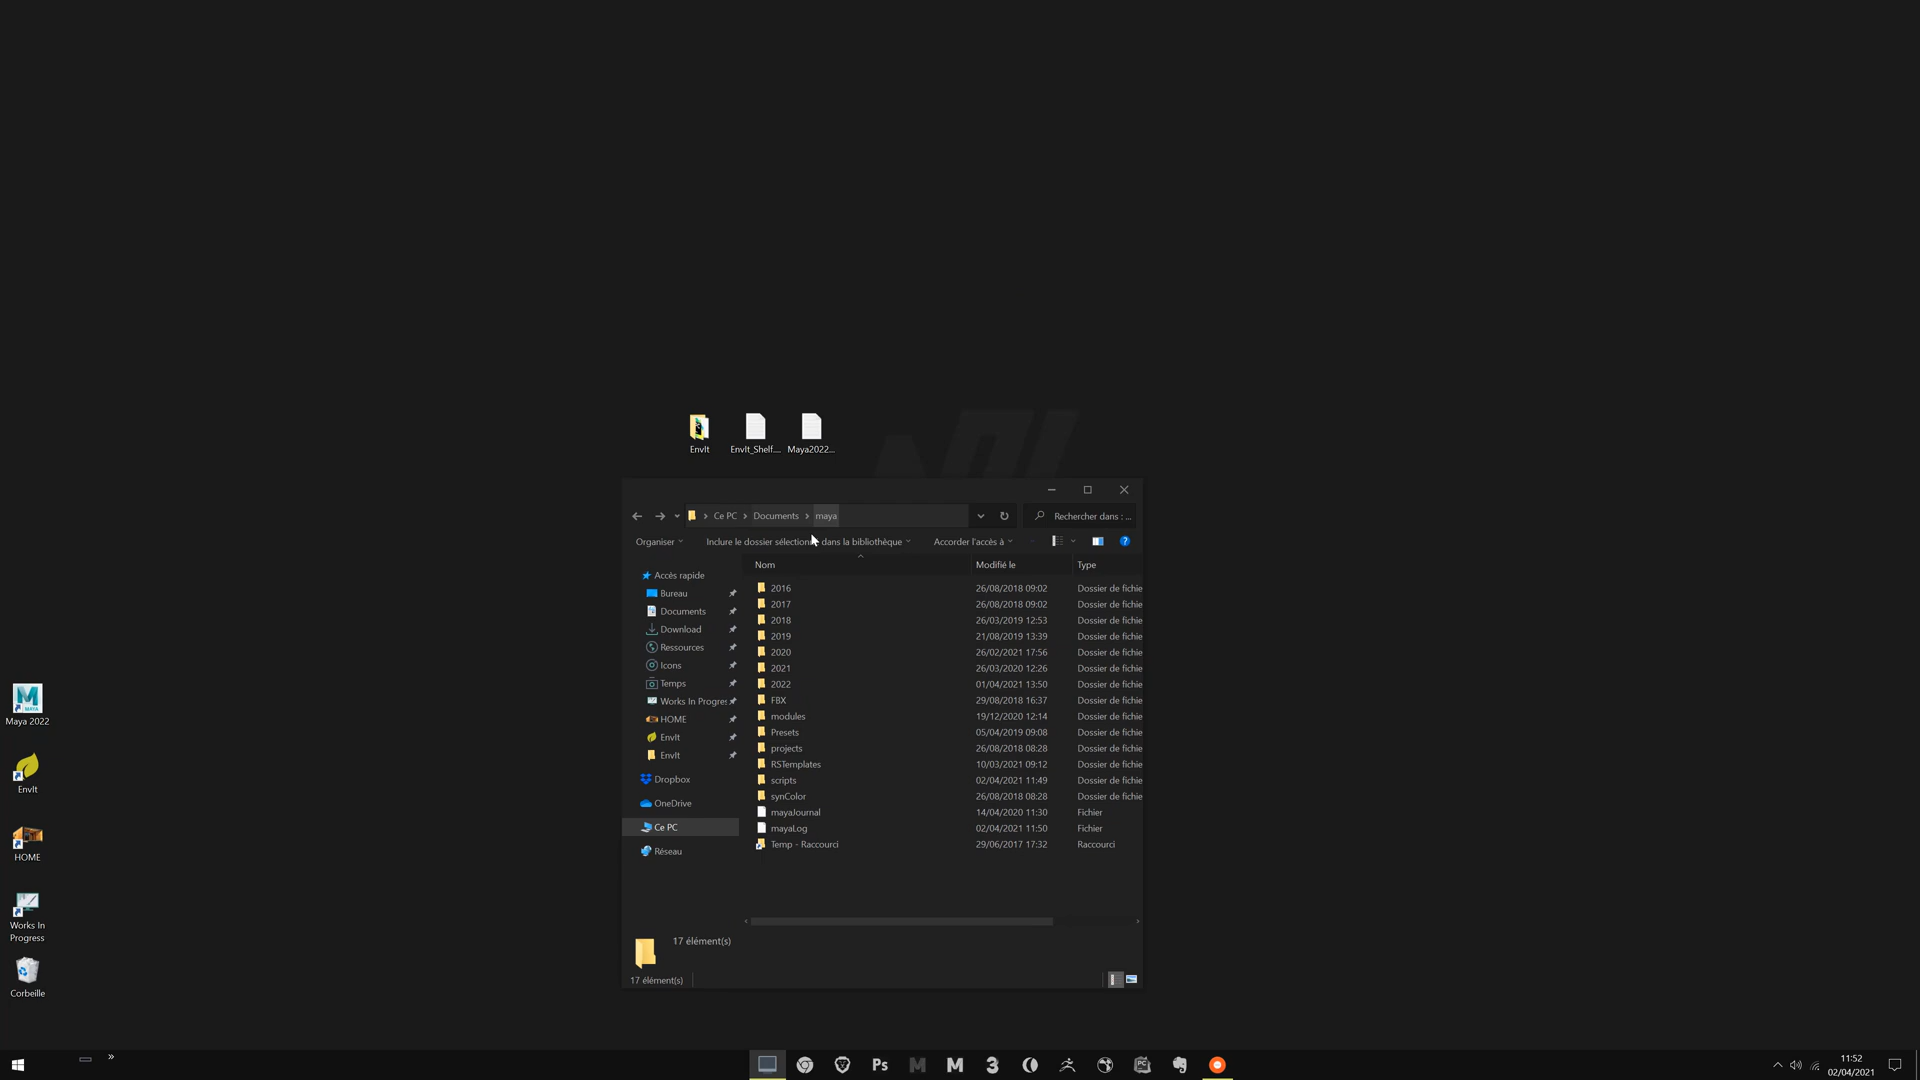 EnvIt
EnvIt_Shelf....
Maya2022...
Ce PC
Documents
maya
Rechercher dans : ...
Organiser
Inclure le dossier sélectionné dans la bibliothèque
Accorder l'accès à
Nom
Modifié le
Type
Accès rapide
Bureau
Documents
Download
Ressources
Icons
Temps
Works In Progres
HOME
EnvIt
EnvIt
Dropbox
OneDrive
Ce PC
Réseau
2016 26/08/2018 09:02 Dossier de fichie
2017 26/08/2018 09:02 Dossier de fichie
2018 26/03/2019 12:53 Dossier de fichie
2019 21/08/2019 13:39 Dossier de fichie
2020 26/02/2021 17:56 Dossier de fichie
2021 26/03/2020 12:26 Dossier de fichie
2022 01/04/2021 13:50 Dossier de fichie
FBX 29/08/2018 16:37 Dossier de fichie
modules 19/12/2020 12:14 Dossier de fichie
Presets 05/04/2019 09:08 Dossier de fichie
projects 26/08/2018 08:28 Dossier de fichie
RSTemplates 10/03/2021 09:12 Dossier de fichie
scripts 02/04/2021 11:49 Dossier de fichie
synColor 26/08/2018 08:28 Dossier de fichie
mayaJournal 14/04/2020 11:30 Fichier
mayaLog 02/04/2021 11:50 Fichier
Temp - Raccourci 29/06/2017 17:32 Raccourci
17 élément(s)
17 élément(s)
Maya 2022
EnvIt
HOME
Works In
Progress
Corbeille
Ps
M
M
3
PC
11:52
02/04/2021